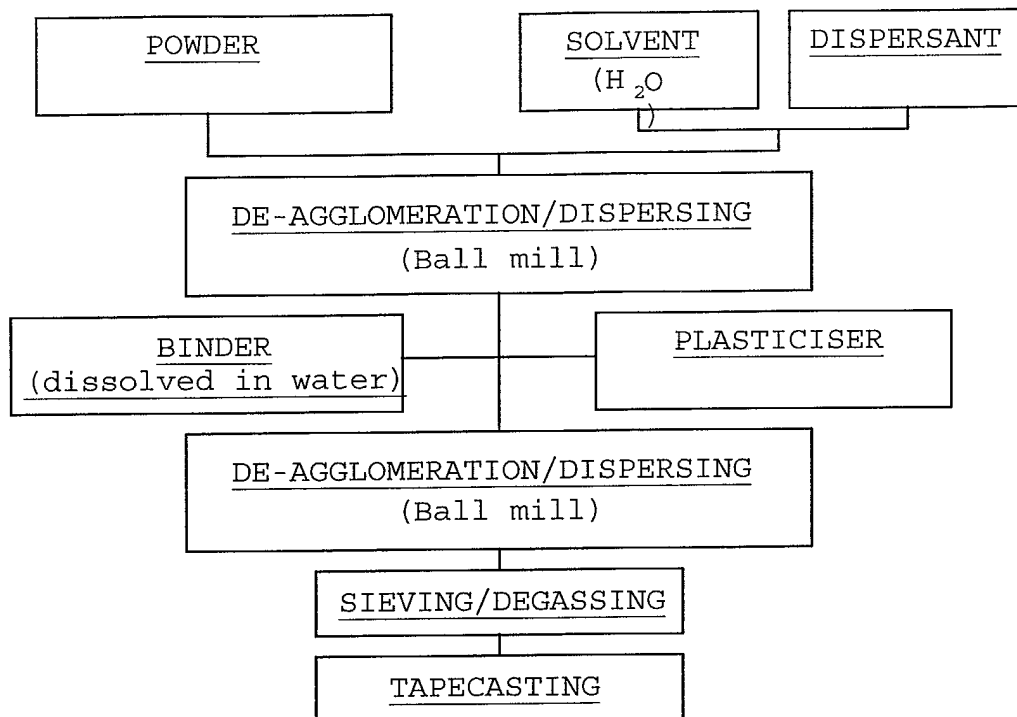 POWDER
SOLVENT
(H2O
)
DISPERSANT
DE-AGGLOMERATION/DISPERSING
(Ball mill)
BINDER
(dissolved in water)
PLASTICISER
DE-AGGLOMERATION/DISPERSING
(Ball mill)
SIEVING/DEGASSING
TAPECASTING